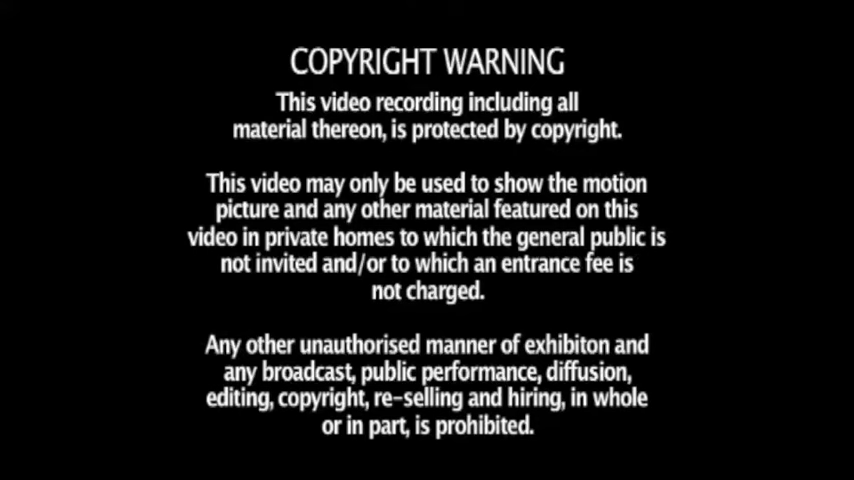 COPYRIGHT WARNING
This video recording including all
material thereon, is protected by copyright.
This video may only be used to show the motion
picture and any other material featured on this
video in private homes to which the general public is
not invited and/or to which an entrance fee is
not charged.
Any other unauthorised manner of exhibiton and
any broadcast, public performance, diffusion,
editing, copyright, re-selling and hiring, in whole
or in part, is prohibited.